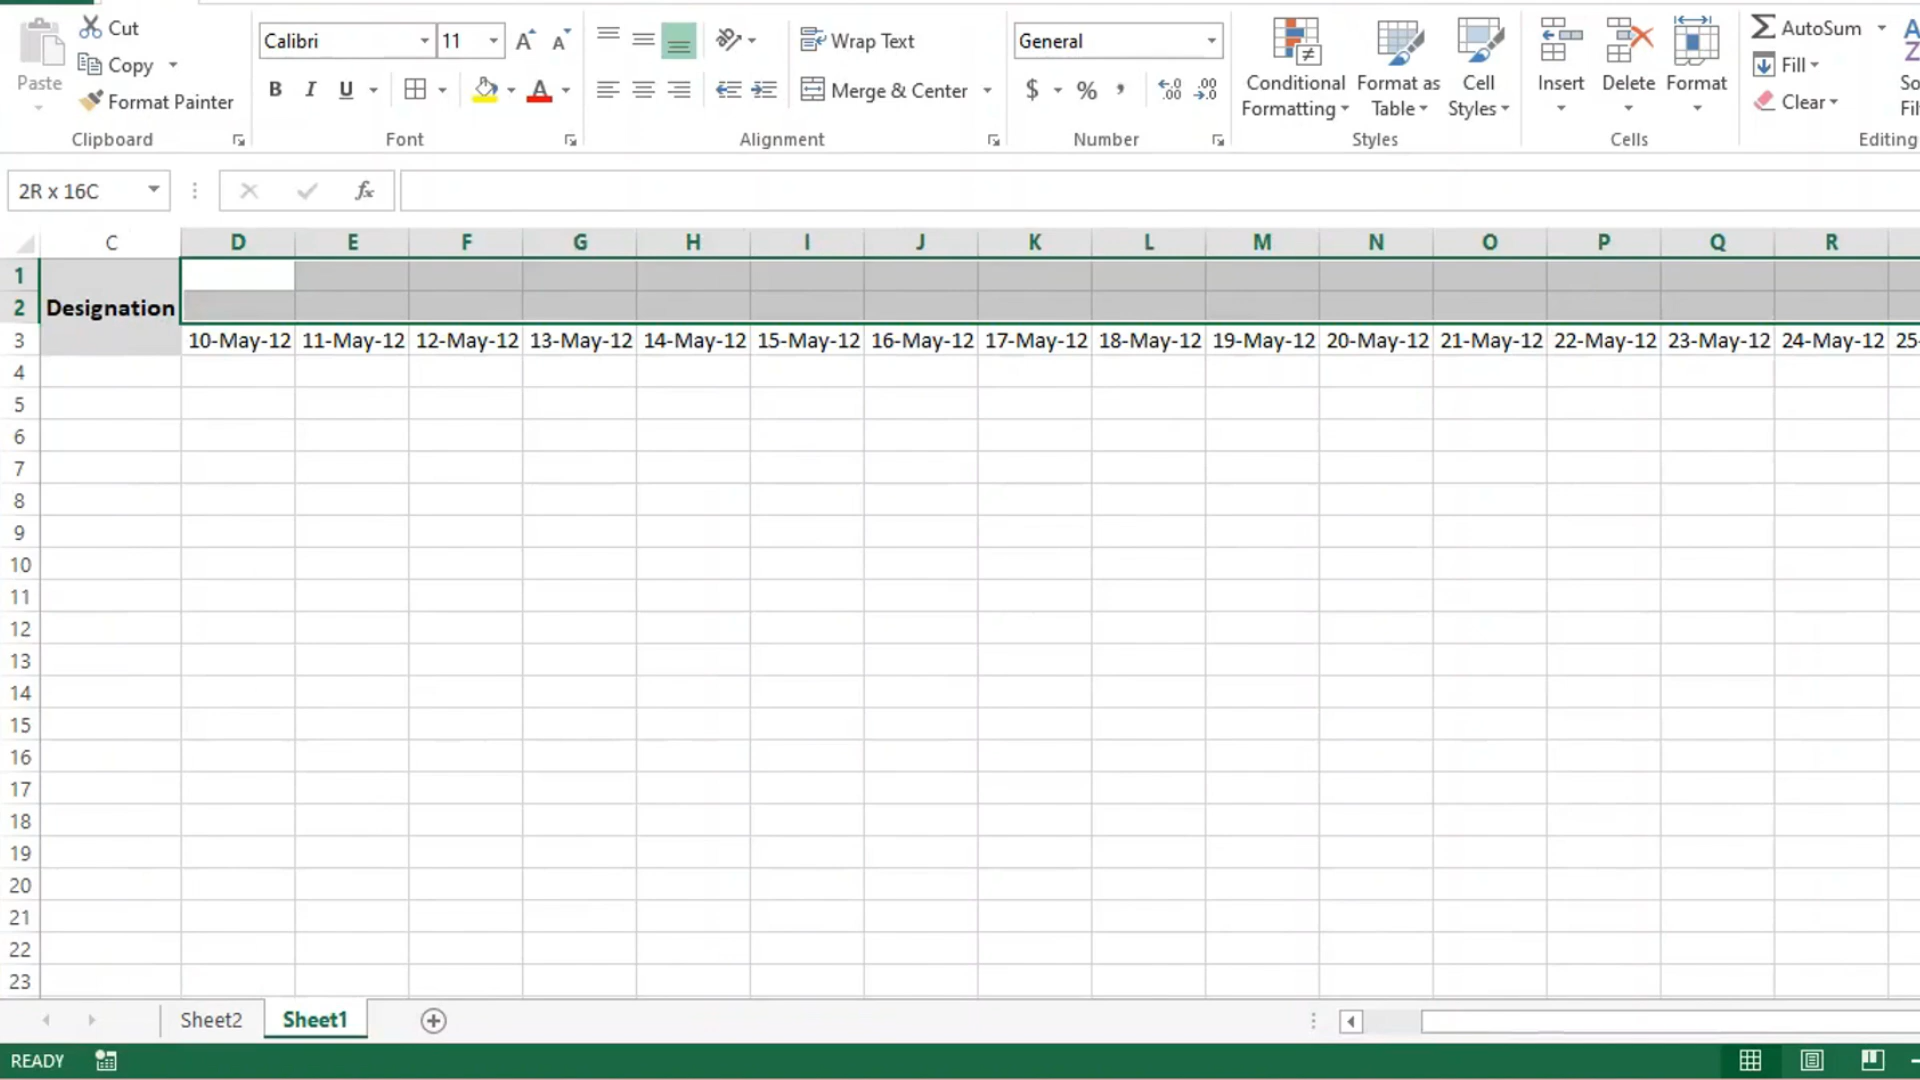 Cut
Calibri 11 Wrap Text General AutoSum
Copy Fill
Paste Conditional Format as Cell Insert Delete Format
Format Painter B I U Merge & Center $ % , Formatting Table Styles Clear
Clipboard Font Alignment Number Styles Cells Editing
2R x 16C fx
C D E F G H I J K L M N O P Q R
1
2 Designation
3 10-May-12 11-May-12 12-May-12 13-May-12 14-May-12 15-May-12 16-May-12 17-May-12 18-May-12 19-May-12 20-May-12 21-May-12 22-May-12 23-May-12 24-May-12 25-
4
5
6
7
8
9
10
11
12
13
14
15
16
17
18
19
20
21
22
23
Sheet2 Sheet1
READY